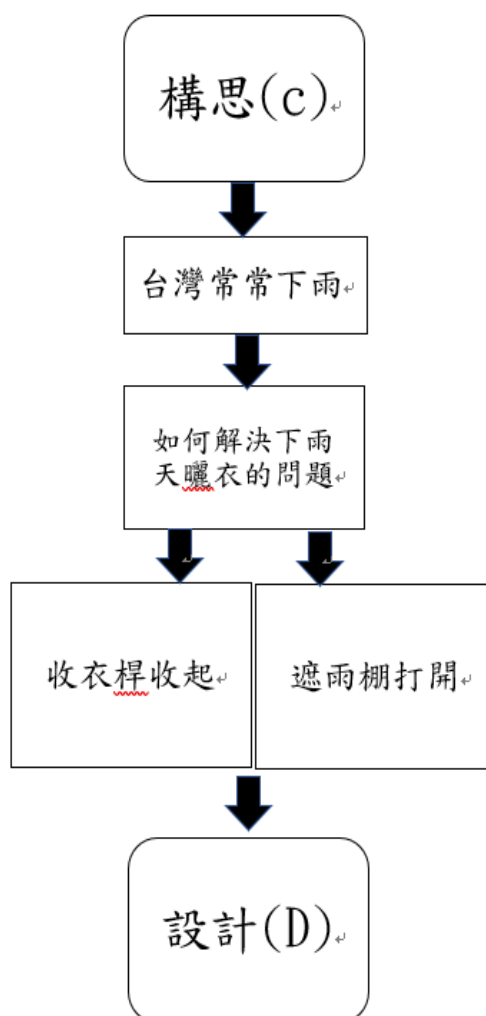 構思(c)
台灣常常下雨
如何解決下雨
天曬衣的問題
收衣桿收起
遮雨棚打開
設計(D)